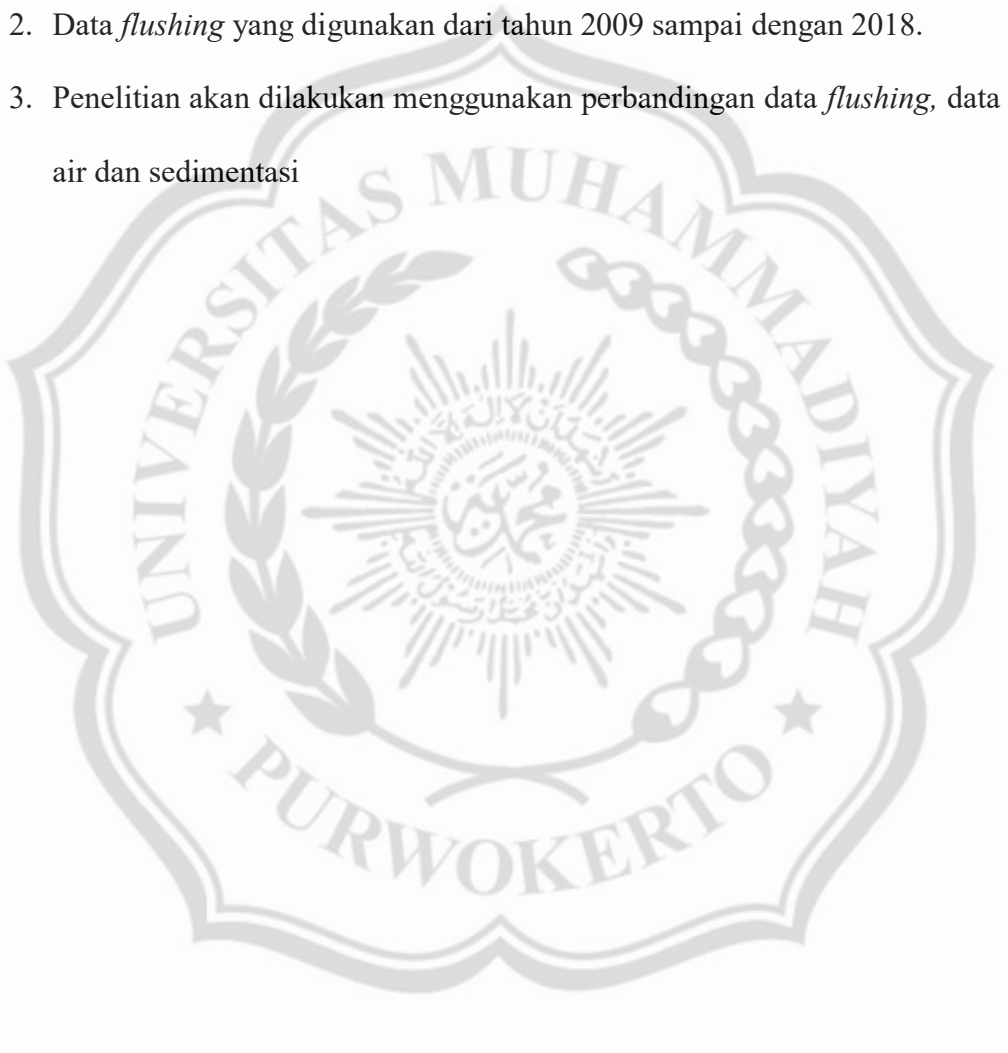 2. Data flushing yang digunakan dari tahun 2009 sampai dengan 2018.
3. Penelitian akan dilakukan menggunakan perbandingan data flushing, data
air dan sedimentasi
UNIVERSITAS MUHAMMADIYAH
PURWOKERTO